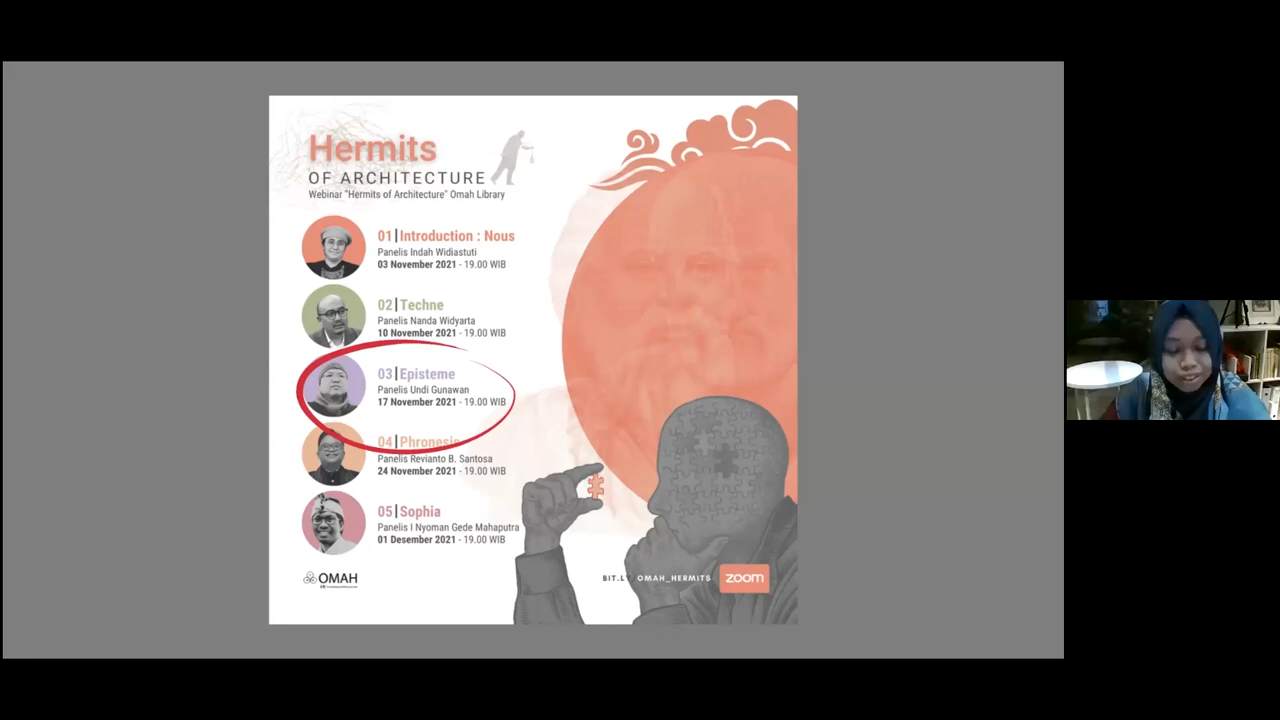 Hermits
OF ARCHITECTURE
Webinar "Hermits of Architecture" Omah Library
01|Introduction : Nous
Panelis Indah Widiastuti
03 November 2021 - 19.00 WIB
02|Techne
Panelis Nanda Widyarta
10 November 2021 - 19.00 WIB
03|Episteme
Panelis Undi Gunawan
17 November 2021 - 19.00 WIB
04|Phronesis
Panelis Revianto B. Santosa
24 November 2021 - 19.00 WIB
05|Sophia
Panelis I Nyoman Gede Mahaputra
01 Desember 2021 - 19.00 WIB
OMAH
BIT.LY OMAH_HERMITS
zoom